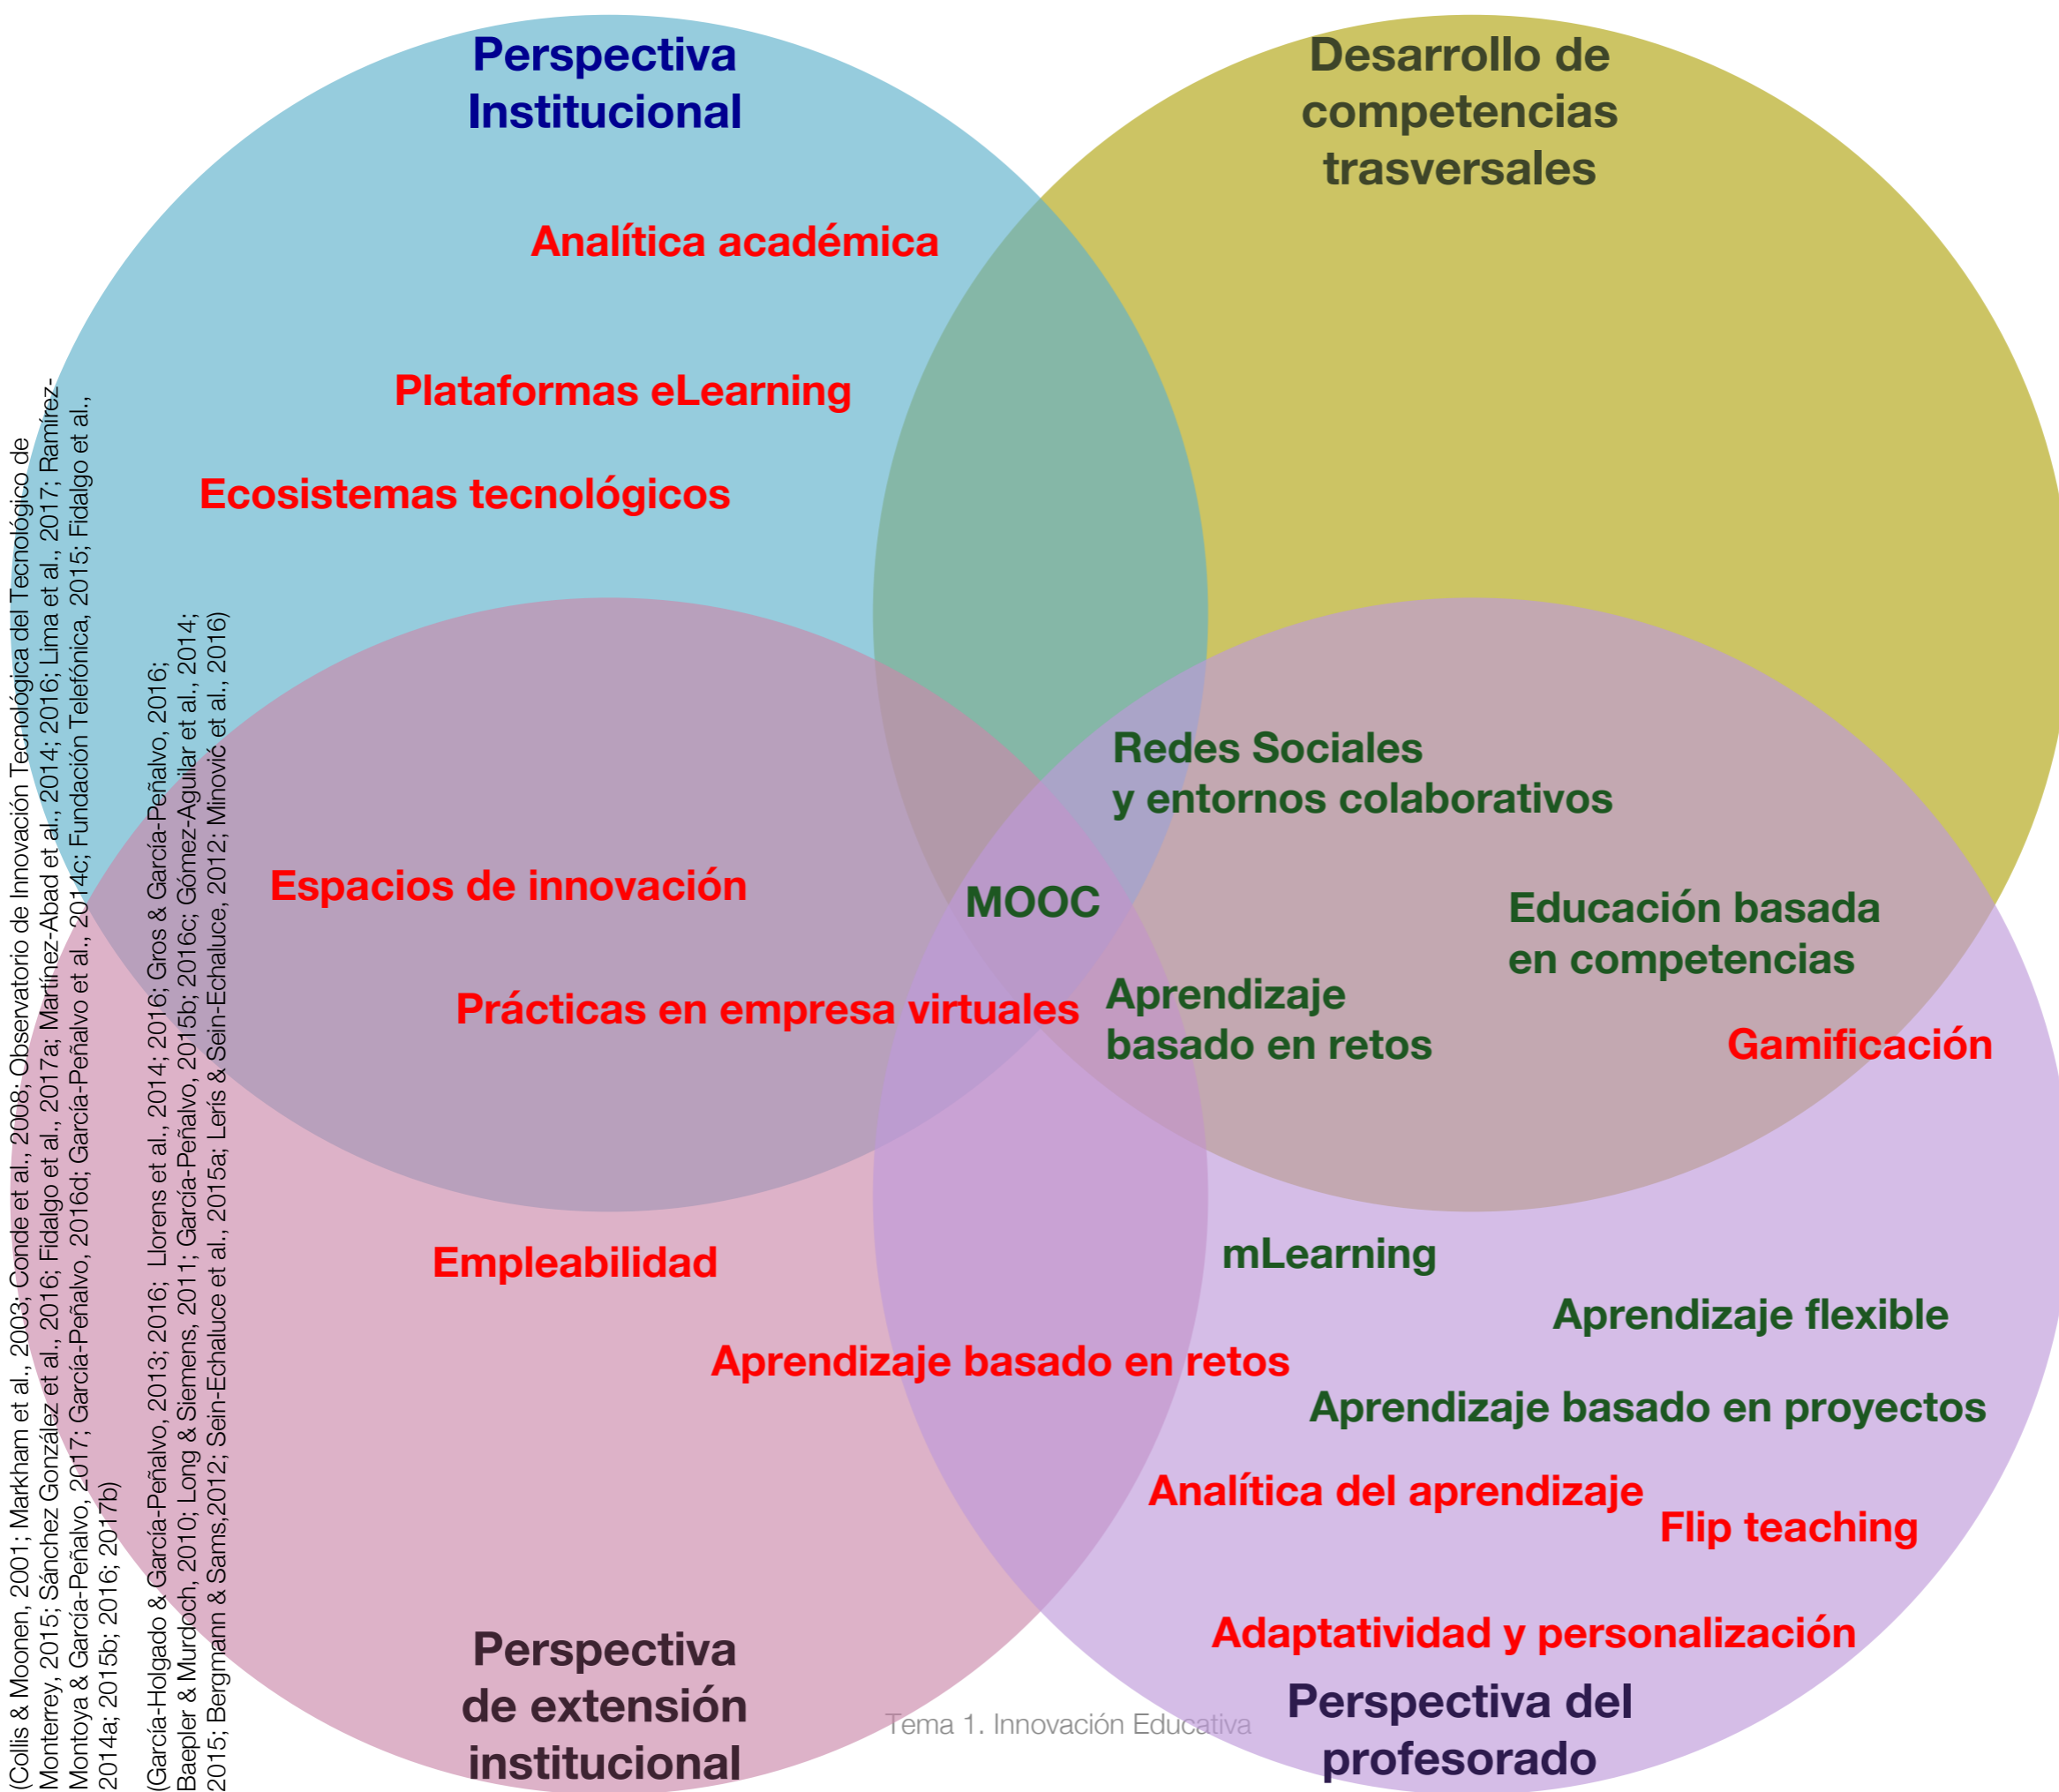 Perspectiva
Institucional
Desarrollo de
competencias
trasversales
Analítica académica
Plataformas eLearning
Ecosistemas tecnológicos
Redes Sociales
y entornos colaborativos
Espacios de innovación
MOOC
Educación basada
en competencias
Prácticas en empresa virtuales
Aprendizaje
basado en retos
Gamificación
Empleabilidad
mLearning
Aprendizaje flexible
Aprendizaje basado en retos
Aprendizaje basado en proyectos
Analítica del aprendizaje
Flip teaching
Adaptatividad y personalización
Perspectiva
de extensión
institucional
Perspectiva del
profesorado
Tema 1. Innovación Educativa
(Collis & Moonen, 2001; Markham et al., 2003; Conde et al., 2008; Observatorio de Innovación Tecnológica del Tecnológico de
Monterrey, 2015; Sánchez González et al., 2016; Fidalgo et al., 2017a; Martínez-Abad et al., 2014; 2016; Lima et al., 2017; Ramírez-
Montoya & García-Peñalvo, 2017; García-Peñalvo, 2016d; García-Peñalvo et al., 2014c; Fundación Telefónica, 2015; Fidalgo et al.,
2014a; 2015b; 2016; 2017b)
(García-Holgado & García-Peñalvo, 2013; 2016; Llorens et al., 2014; 2016; Gros & García-Peñalvo, 2016;
Baepler & Murdoch, 2010; Long & Siemens, 2011; García-Peñalvo, 2015b; 2016c; Gómez-Aguilar et al., 2014;
2015; Bergmann & Sams,2012; Sein-Echaluce et al., 2015a; Lerís & Sein-Echaluce, 2012; Minović et al., 2016)